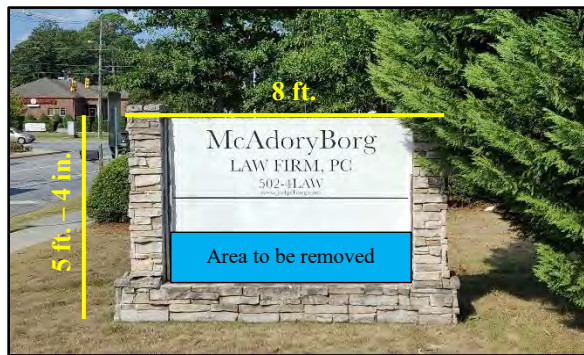 8 ft.
McAdoryBorg
LAW FIRM, PC
502-4LAW
5 ft. – 4 in.
Area to be removed